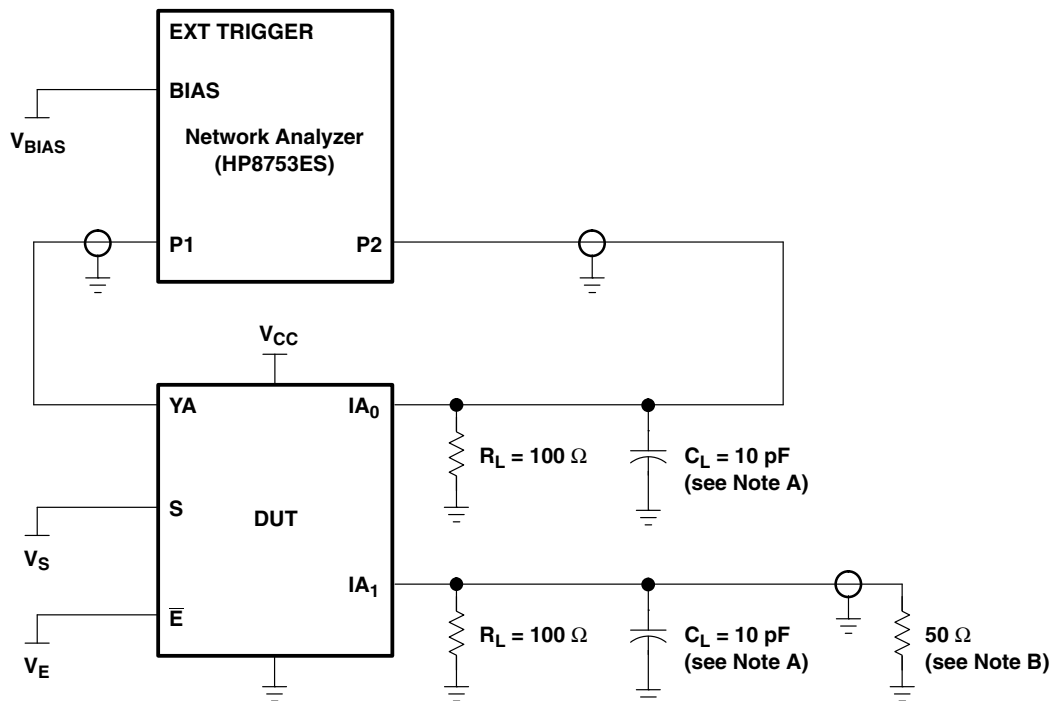 EXT TRIGGER
BIAS
V_BIAS
Network Analyzer
(HP8753ES)
P1
P2
V_CC
YA
IA_0
R_L = 100 Ω
C_L = 10 pF
(see Note A)
S
DUT
V_S
IA_1
E̅
V_E
R_L = 100 Ω
C_L = 10 pF
(see Note A)
50 Ω
(see Note B)